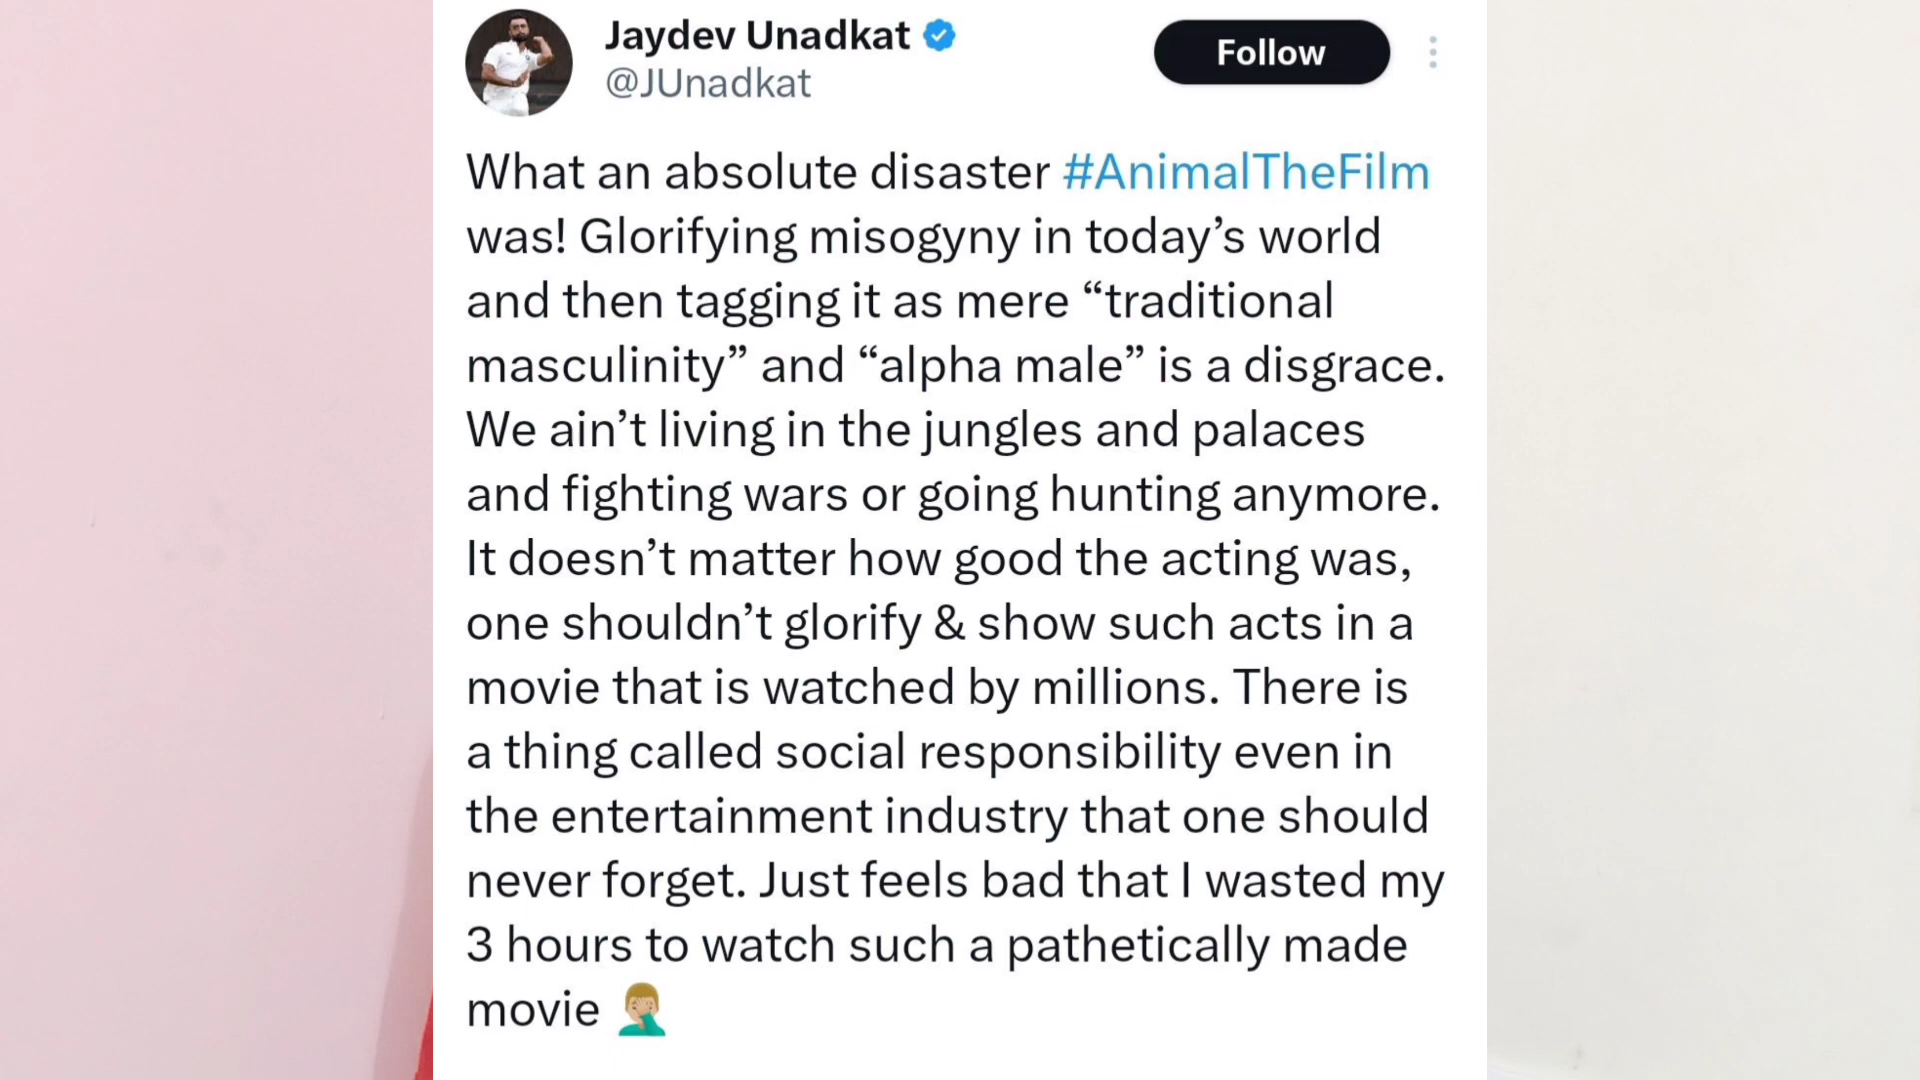 Jaydev Unadkat
@JUnadkat
Follow
What an absolute disaster #AnimalTheFilm
was! Glorifying misogyny in today’s world
and then tagging it as mere “traditional
masculinity” and “alpha male” is a disgrace.
We ain’t living in the jungles and palaces
and fighting wars or going hunting anymore.
It doesn’t matter how good the acting was,
one shouldn’t glorify & show such acts in a
movie that is watched by millions. There is
a thing called social responsibility even in
the entertainment industry that one should
never forget. Just feels bad that I wasted my
3 hours to watch such a pathetically made
movie 🤦🏼‍♂️